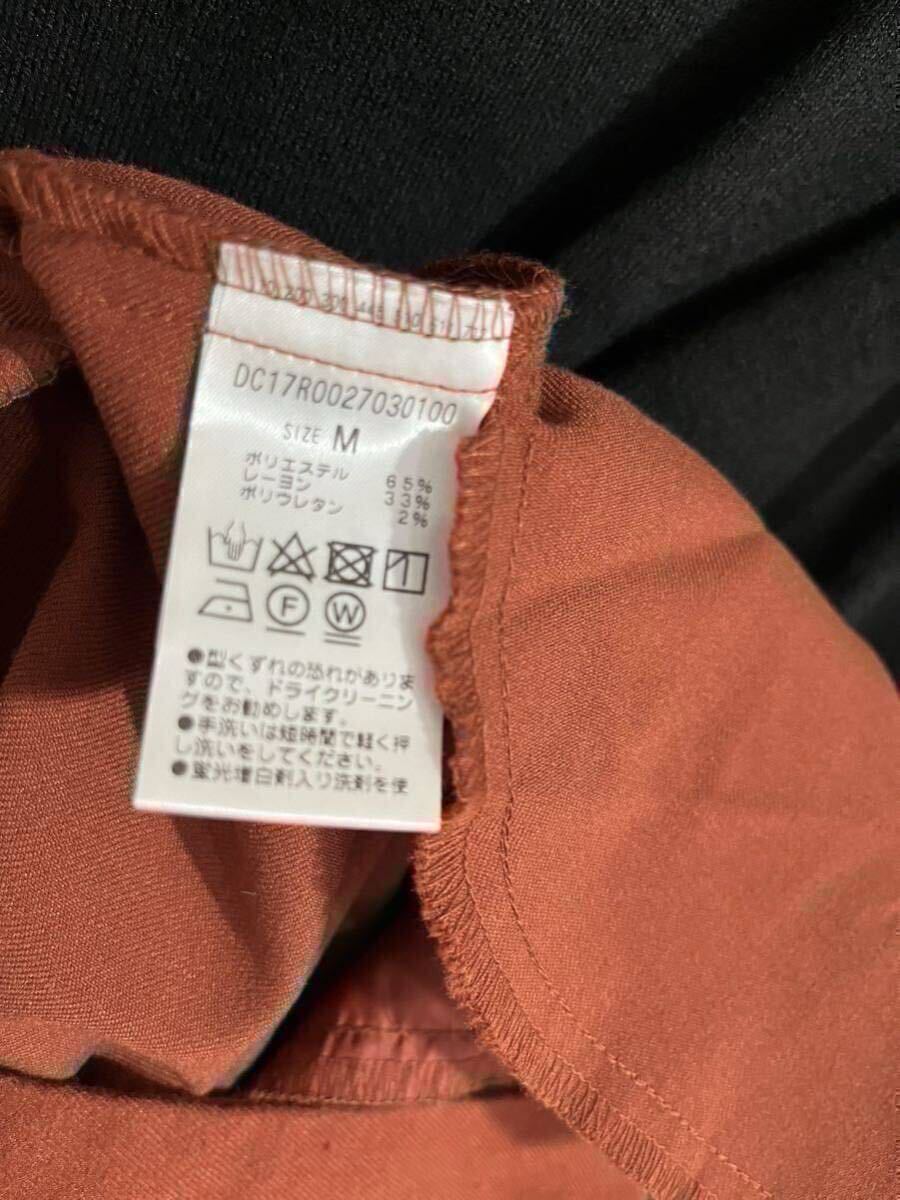 DC17R0027030100
SIZE M
ポリエステル 65%
レーヨン 33%
ポリウレタン 2%
F W
●型くずれの恐れがありま
すので、ドライクリーニン
グをお勧めします。
●手洗いは短時間で軽く押
し洗いをしてください。
●蛍光増白剤入り洗剤を使